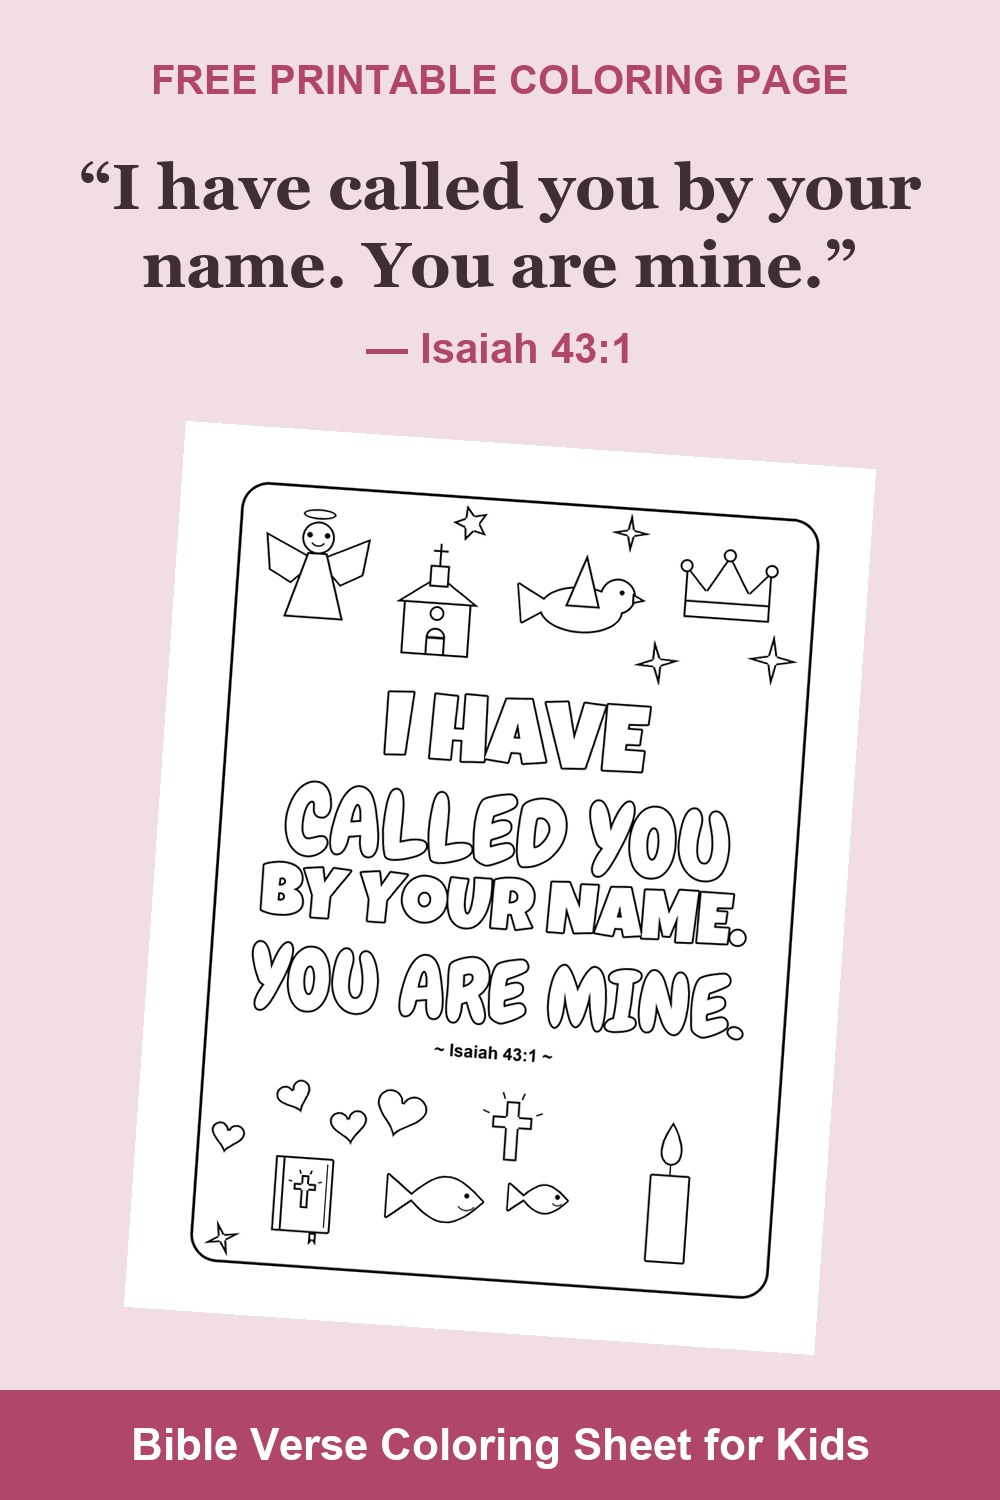 FREE PRINTABLE COLORING PAGE
“I have called you by your
name. You are mine.”
— Isaiah 43:1
I HAVE
CALLED YOU
BY YOUR NAME.
YOU ARE MINE.
~ Isaiah 43:1 ~
Bible Verse Coloring Sheet for Kids